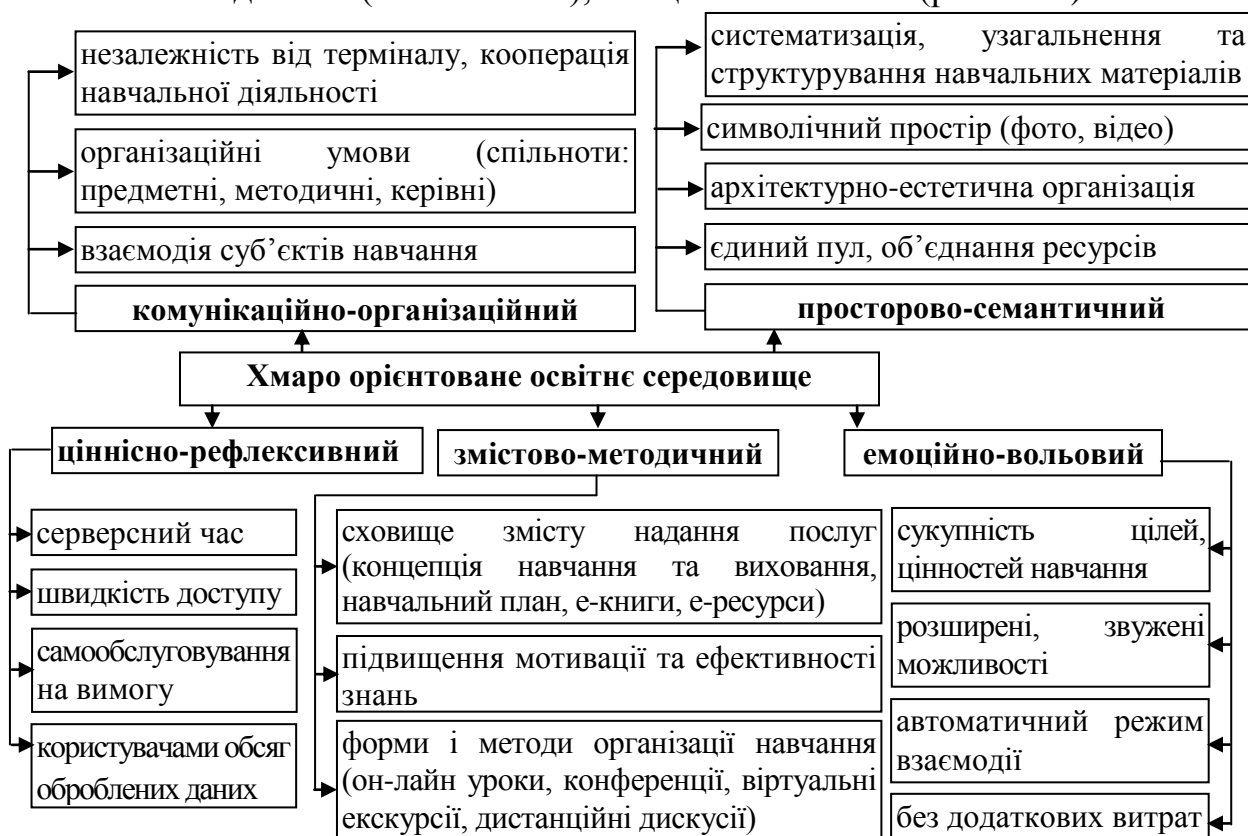 незалежність від терміналу, кооперація
навчальної діяльності
організаційні умови (спільноти:
предметні, методичні, керівні)
взаємодія суб’єктів навчання
комунікаційно-організаційний
систематизація, узагальнення та
структурування навчальних матеріалів
символічний простір (фото, відео)
архітектурно-естетична організація
єдиний пул, об’єднання ресурсів
просторово-семантичний
Хмаро орієнтоване освітнє середовище
ціннісно-рефлексивний
змістово-методичний
емоційно-вольовий
серверсний час
швидкість доступу
самообслуговування
на вимогу
користувачами обсяг
оброблених даних
сховище змісту надання послуг
(концепція навчання та виховання,
навчальний план, е-книги, е-ресурси)
підвищення мотивації та ефективності
знань
форми і методи організації навчання
(он-лайн уроки, конференції, віртуальні
екскурсії, дистанційні дискусії)
сукупність цілей,
цінностей навчання
розширені, звужені
можливості
автоматичний режим
взаємодії
без додаткових витрат